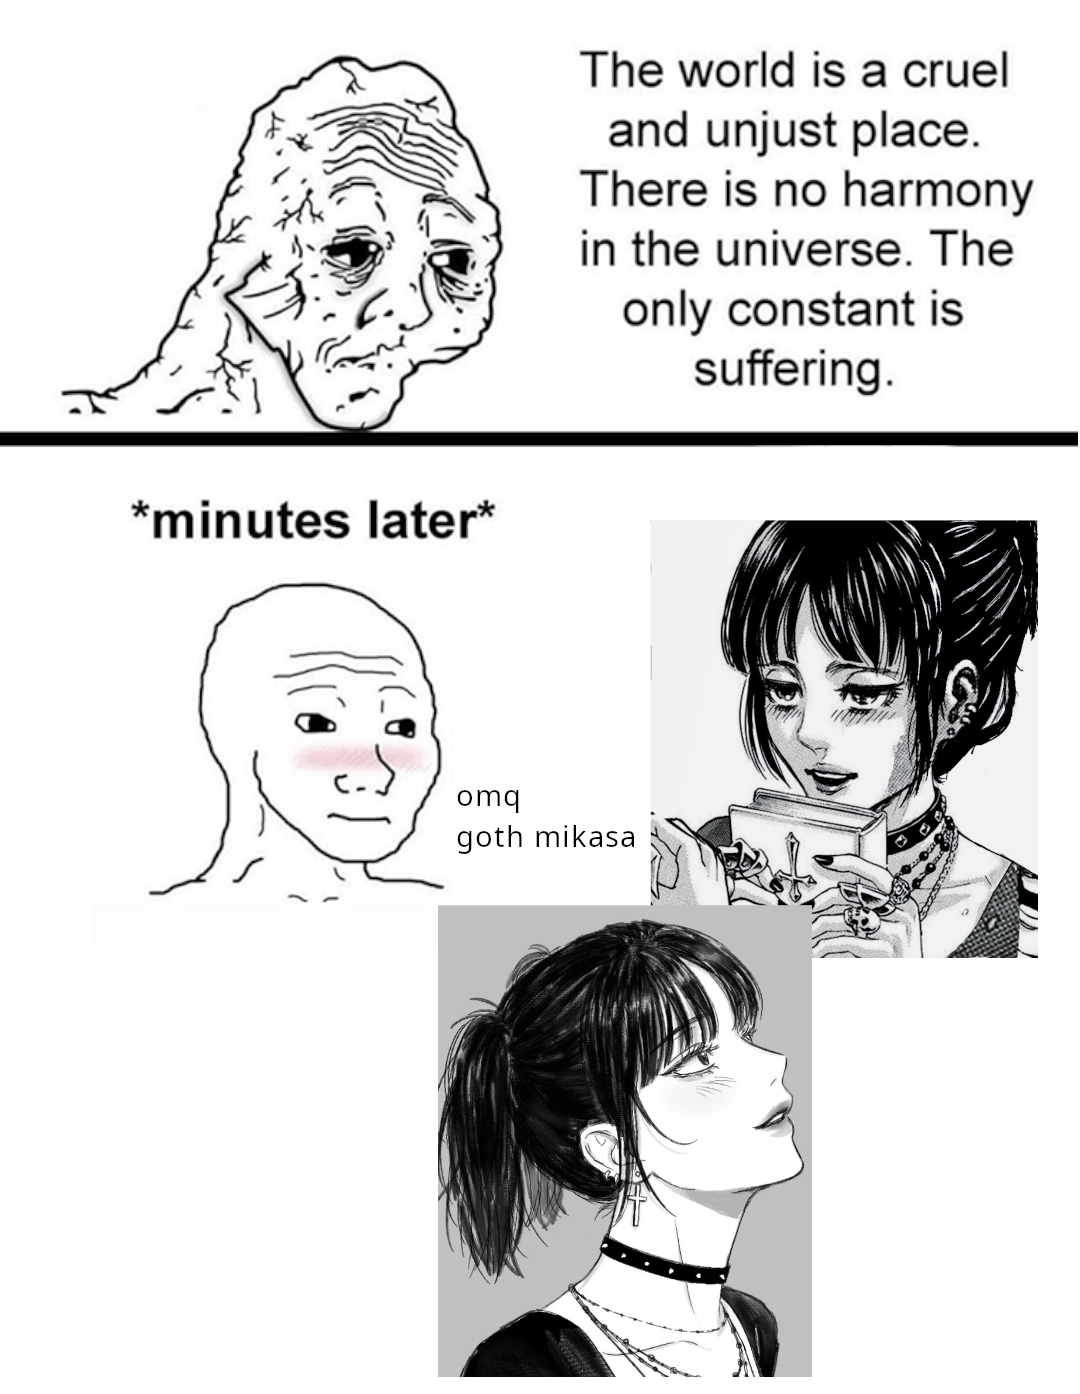 The world is a cruel
and unjust place.
There is no harmony
in the universe. The
only constant is
suffering.
*minutes later*
omq
goth mikasa